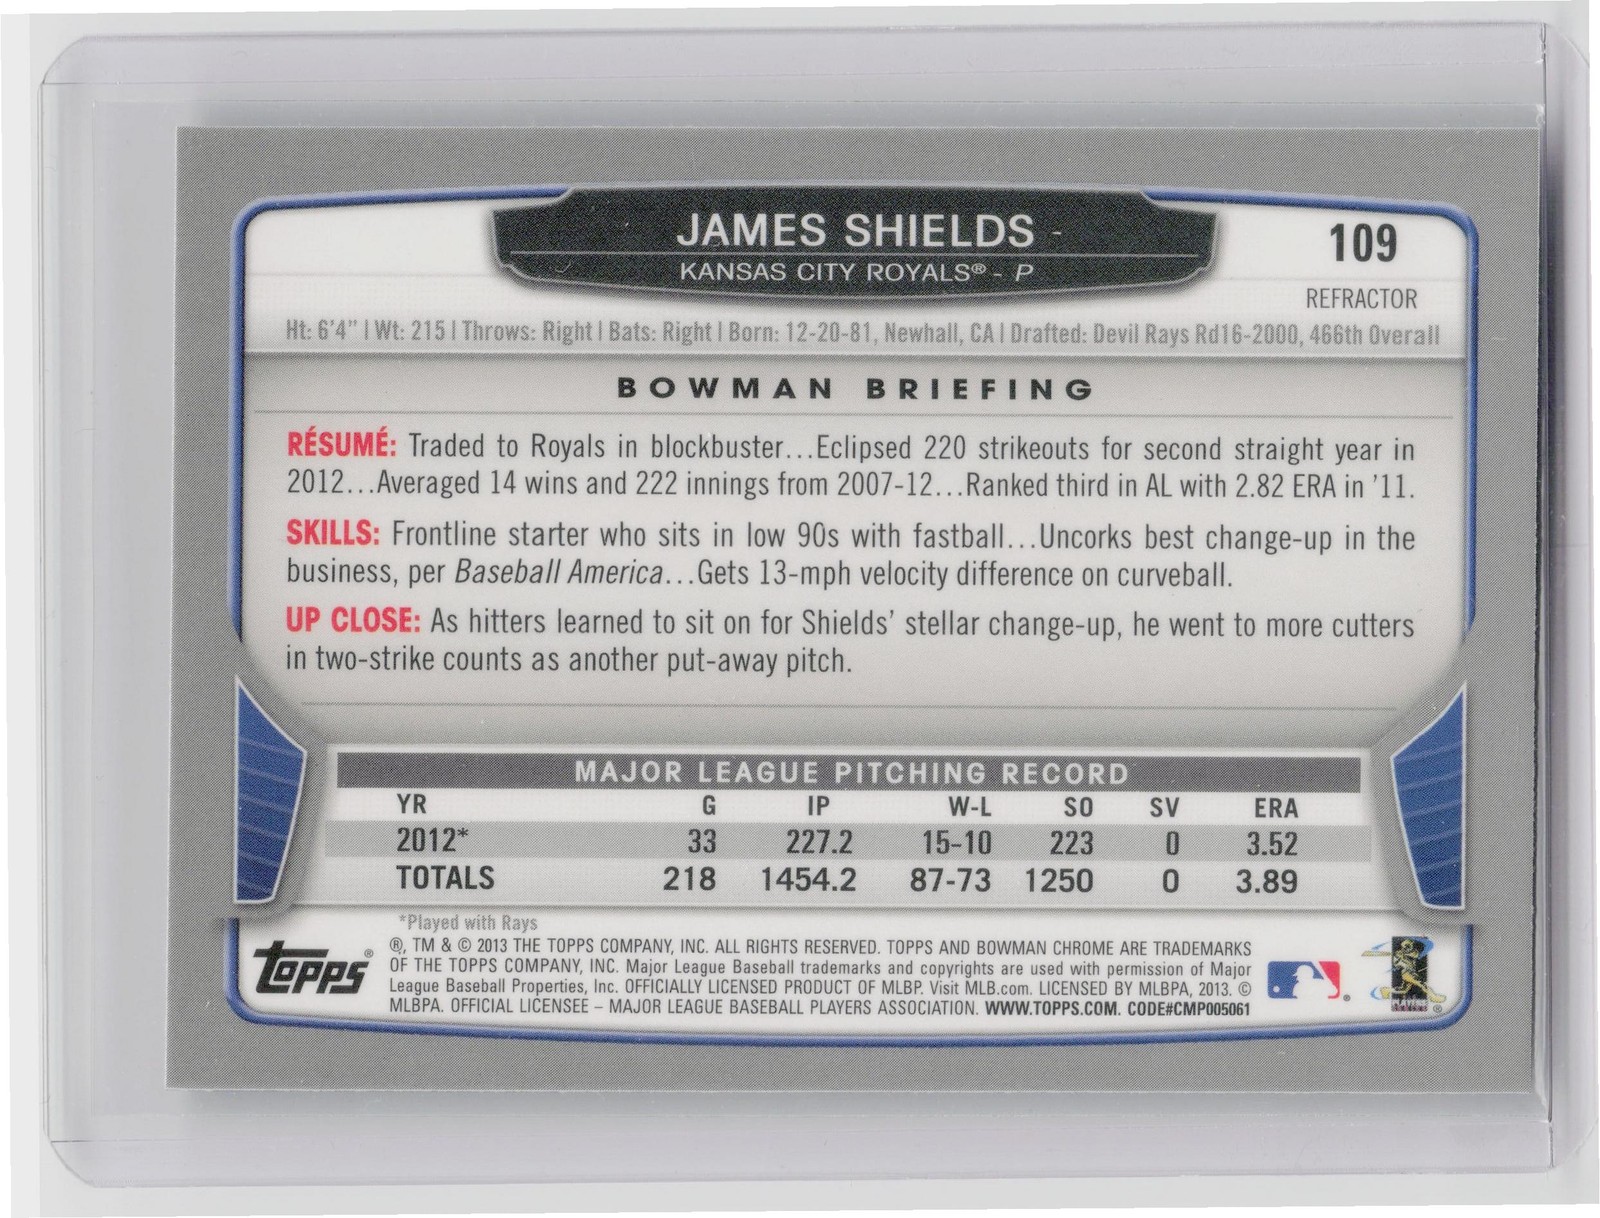 JAMES SHIELDS
KANSAS CITY ROYALS® - P
109
REFRACTOR
Ht: 6'4" | Wt: 215 | Throws: Right | Bats: Right | Born: 12-20-81, Newhall, CA | Drafted: Devil Rays Rd16-2000, 466th Overall
BOWMAN BRIEFING
RÉSUMÉ: Traded to Royals in blockbuster...Eclipsed 220 strikeouts for second straight year in
2012...Averaged 14 wins and 222 innings from 2007-12...Ranked third in AL with 2.82 ERA in '11.
SKILLS: Frontline starter who sits in low 90s with fastball...Uncorks best change-up in the
business, per Baseball America...Gets 13-mph velocity difference on curveball.
UP CLOSE: As hitters learned to sit on for Shields' stellar change-up, he went to more cutters
in two-strike counts as another put-away pitch.
MAJOR LEAGUE PITCHING RECORD
YR G IP W-L SO SV ERA
2012* 33 227.2 15-10 223 0 3.52
TOTALS 218 1454.2 87-73 1250 0 3.89
*Played with Rays
Topps®
®, TM & © 2013 THE TOPPS COMPANY, INC. ALL RIGHTS RESERVED. TOPPS AND BOWMAN CHROME ARE TRADEMARKS
OF THE TOPPS COMPANY, INC. Major League Baseball trademarks and copyrights are used with permission of Major
League Baseball Properties, Inc. OFFICIALLY LICENSED PRODUCT OF MLBP. Visit MLB.com. LICENSED BY MLBPA, 2013. ©
MLBPA. OFFICIAL LICENSEE – MAJOR LEAGUE BASEBALL PLAYERS ASSOCIATION. WWW.TOPPS.COM. CODE#CMP005061
PLAYERS